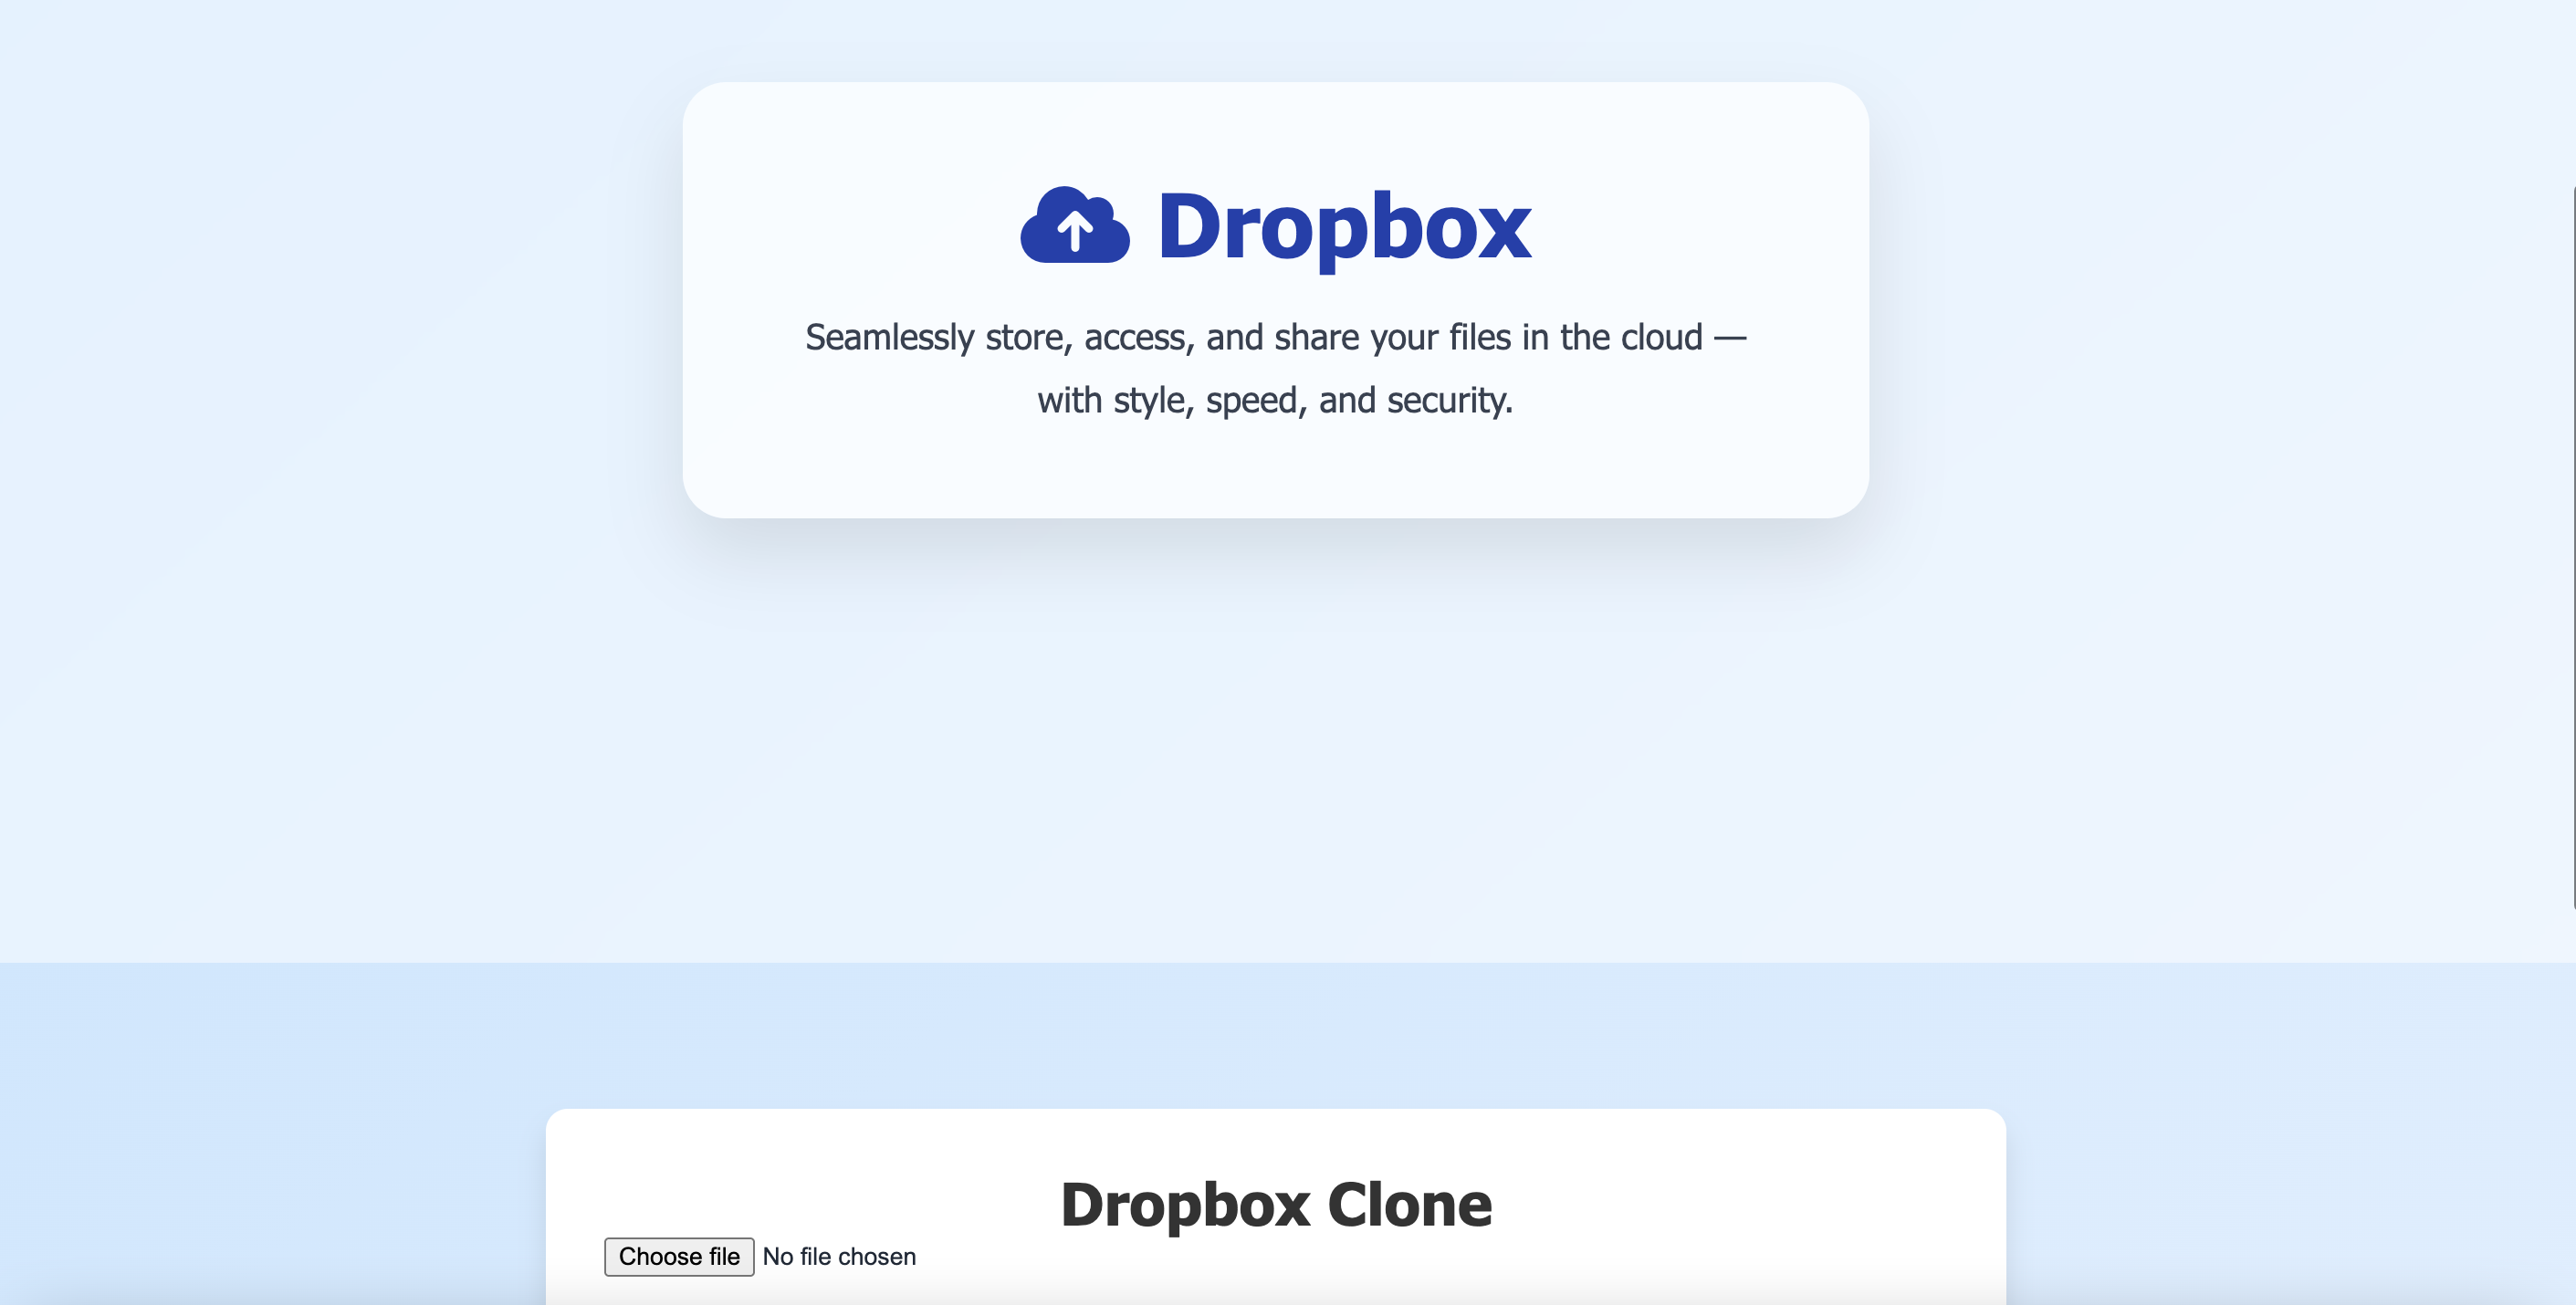 Dropbox
Seamlessly store, access, and share your files in the cloud —
with style, speed, and security.
Dropbox Clone
Choose file No file chosen